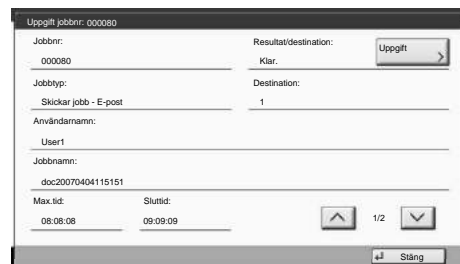 Uppgift jobbnr: 000080
Jobbnr:
000080
Resultat/destination:
Klar.
Uppgift
Jobbtyp:
Skickar jobb - E-post
Destination:
1
Användarnamn:
User1
Jobbnamn:
doc20070404115151
Max.tid:
08:08:08
Sluttid:
09:09:09
1/2
Stäng